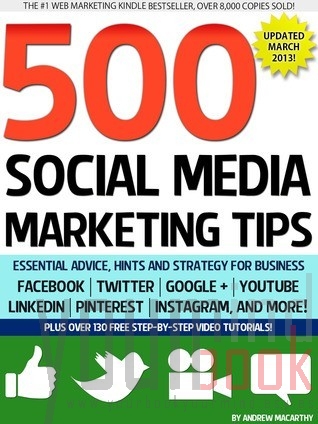 THE #1 WEB MARKETING KINDLE BESTSELLER, OVER 8,000 COPIES SOLD!
UPDATED
MARCH
2013!
500
SOCIAL MEDIA
MARKETING TIPS
ESSENTIAL ADVICE, HINTS AND STRATEGY FOR BUSINESS
FACEBOOK | TWITTER | GOOGLE + | YOUTUBE
LINKEDIN | PINTEREST | INSTAGRAM, AND MORE!
PLUS OVER 130 FREE STEP-BY-STEP VIDEO TUTORIALS!
BY ANDREW MACARTHY